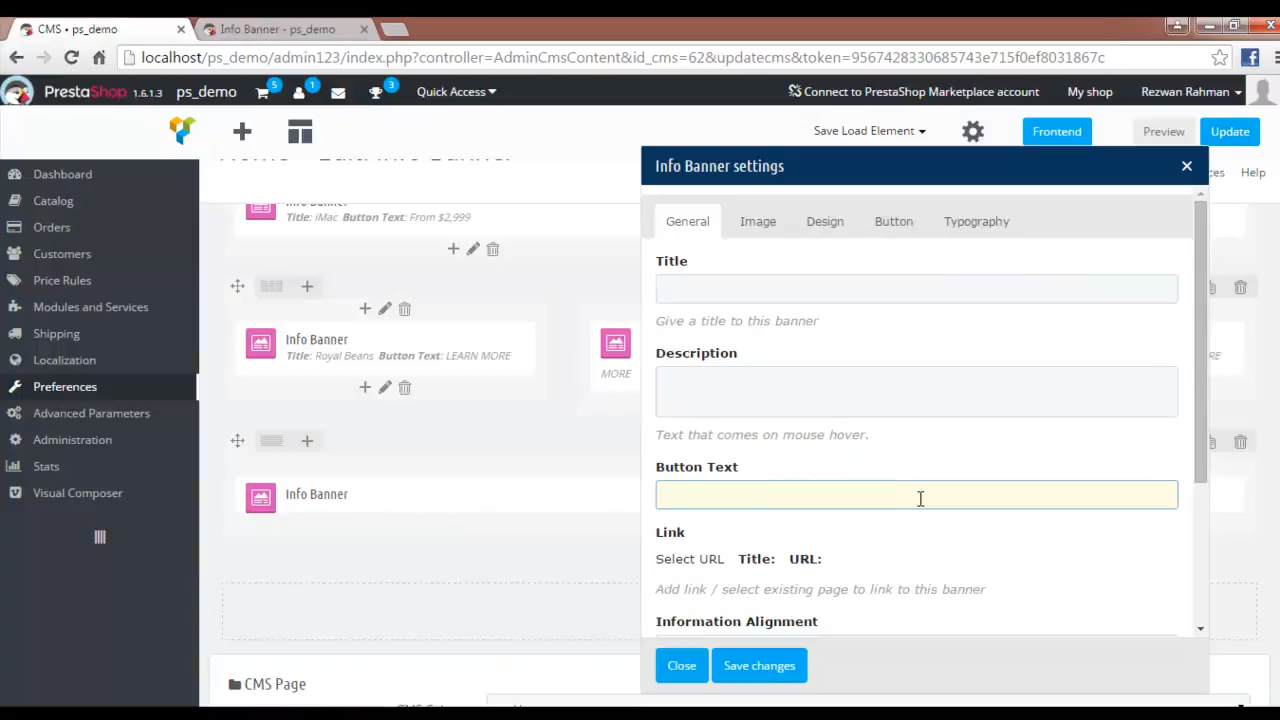 CMS • ps_demo
Info Banner - ps_demo
localhost/ps_demo/admin123/index.php?controller=AdminCmsContent&id_cms=62&updatecms&token=9567428330685743e715f0ef8031867c
PrestaShop 1.6.1.3 ps_demo 5 1 3 Quick Access Connect to PrestaShop Marketplace account My shop Rezwan Rahman
Save Load Element Frontend Preview Update
Help
Dashboard
Catalog
Orders
Customers
Price Rules
Modules and Services
Shipping
Localization
Preferences
Advanced Parameters
Administration
Stats
Visual Composer
Title: iMac Button Text: From $2,999
Info Banner
Title: Royal Beans Button Text: LEARN MORE
MORE
Info Banner
CMS Page
Info Banner settings
General Image Design Button Typography
Title
Give a title to this banner
Description
Text that comes on mouse hover.
Button Text
Link
Select URL Title: URL:
Add link / select existing page to link to this banner
Information Alignment
Close Save changes